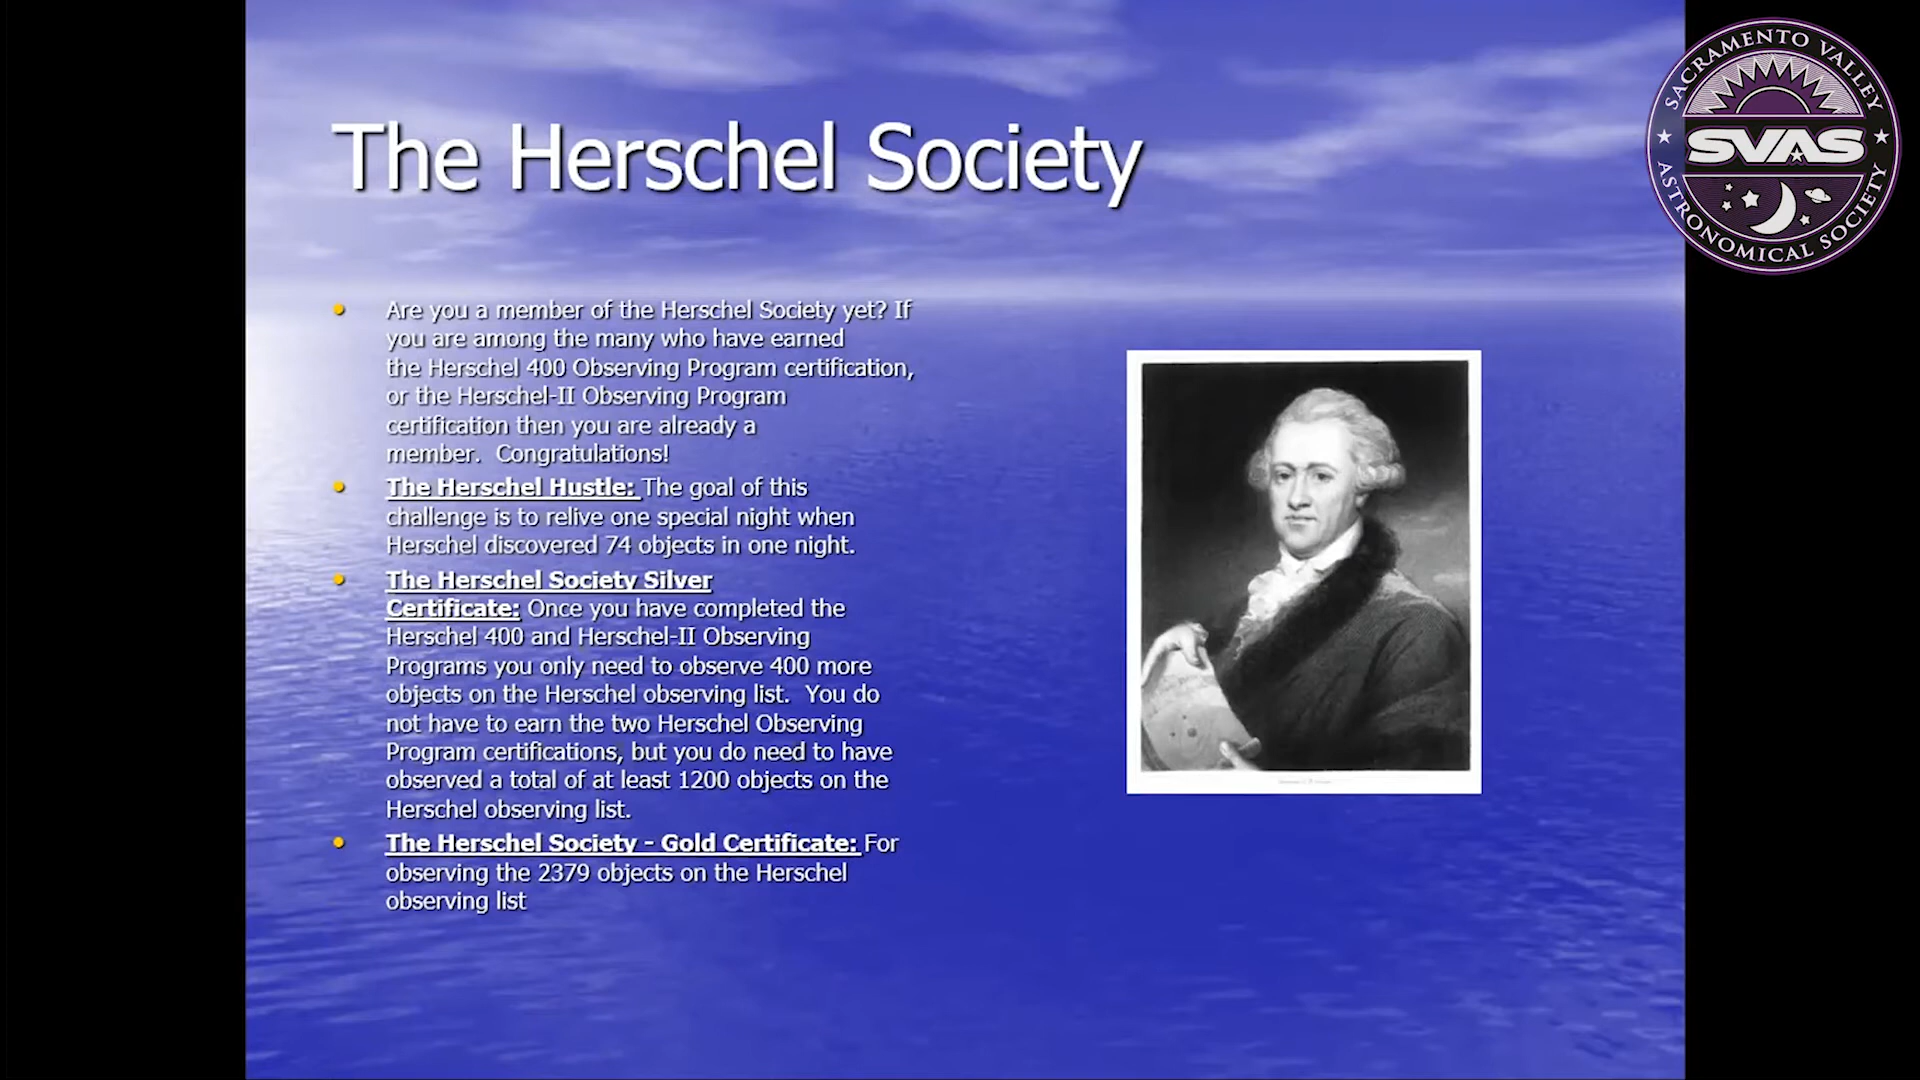 The Herschel Society
Are you a member of the Herschel Society yet? If
you are among the many who have earned
the Herschel 400 Observing Program certification,
or the Herschel-II Observing Program
certification then you are already a
member.  Congratulations!
The Herschel Hustle: The goal of this
challenge is to relive one special night when
Herschel discovered 74 objects in one night.
The Herschel Society Silver
Certificate: Once you have completed the
Herschel 400 and Herschel-II Observing
Programs you only need to observe 400 more
objects on the Herschel observing list.  You do
not have to earn the two Herschel Observing
Program certifications, but you do need to have
observed a total of at least 1200 objects on the
Herschel observing list.
The Herschel Society - Gold Certificate: For
observing the 2379 objects on the Herschel
observing list
SACRAMENTO VALLEY
SVAS
ASTRONOMICAL SOCIETY